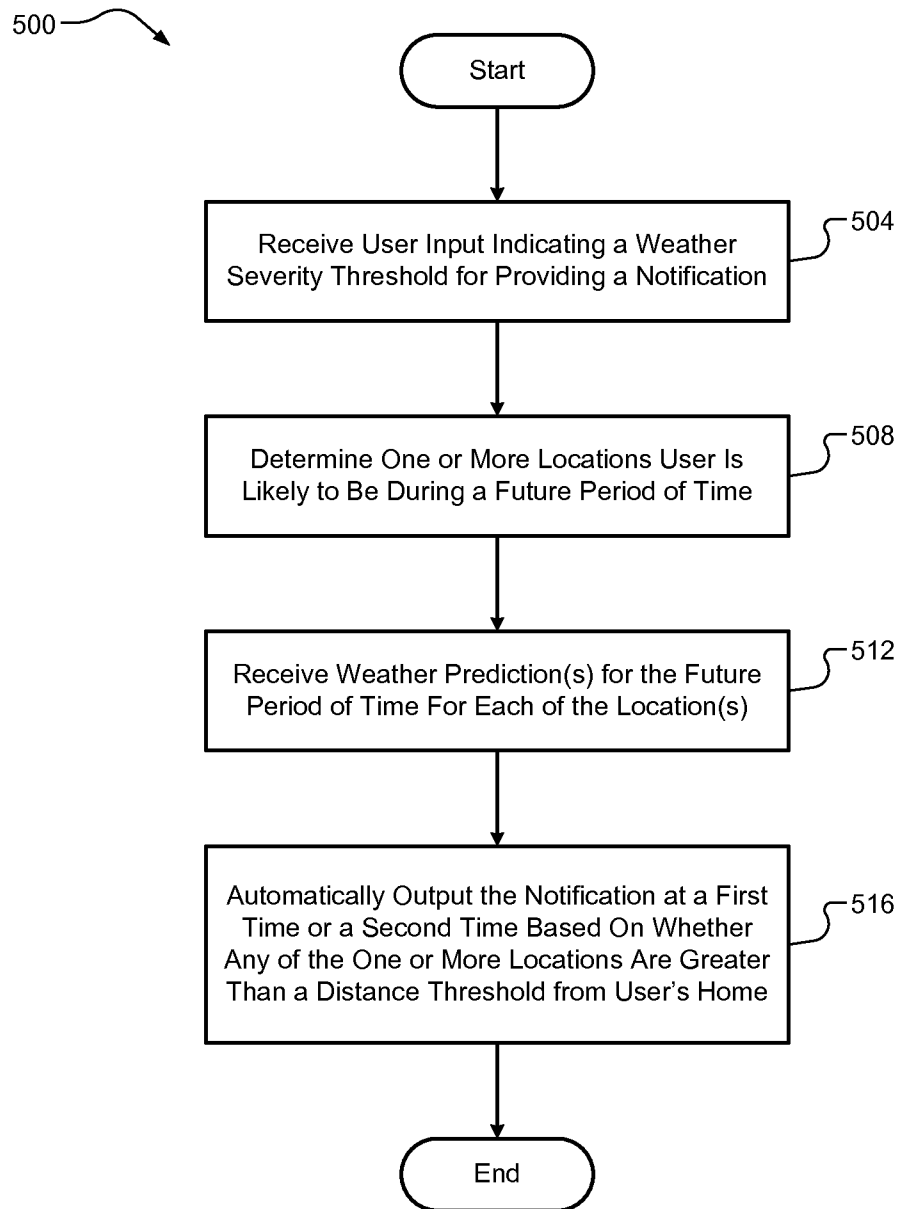 500
Start
Receive User Input Indicating a Weather
Severity Threshold for Providing a Notification
504
Determine One or More Locations User Is
Likely to Be During a Future Period of Time
508
Receive Weather Prediction(s) for the Future
Period of Time For Each of the Location(s)
512
Automatically Output the Notification at a First
Time or a Second Time Based On Whether
Any of the One or More Locations Are Greater
Than a Distance Threshold from User's Home
516
End